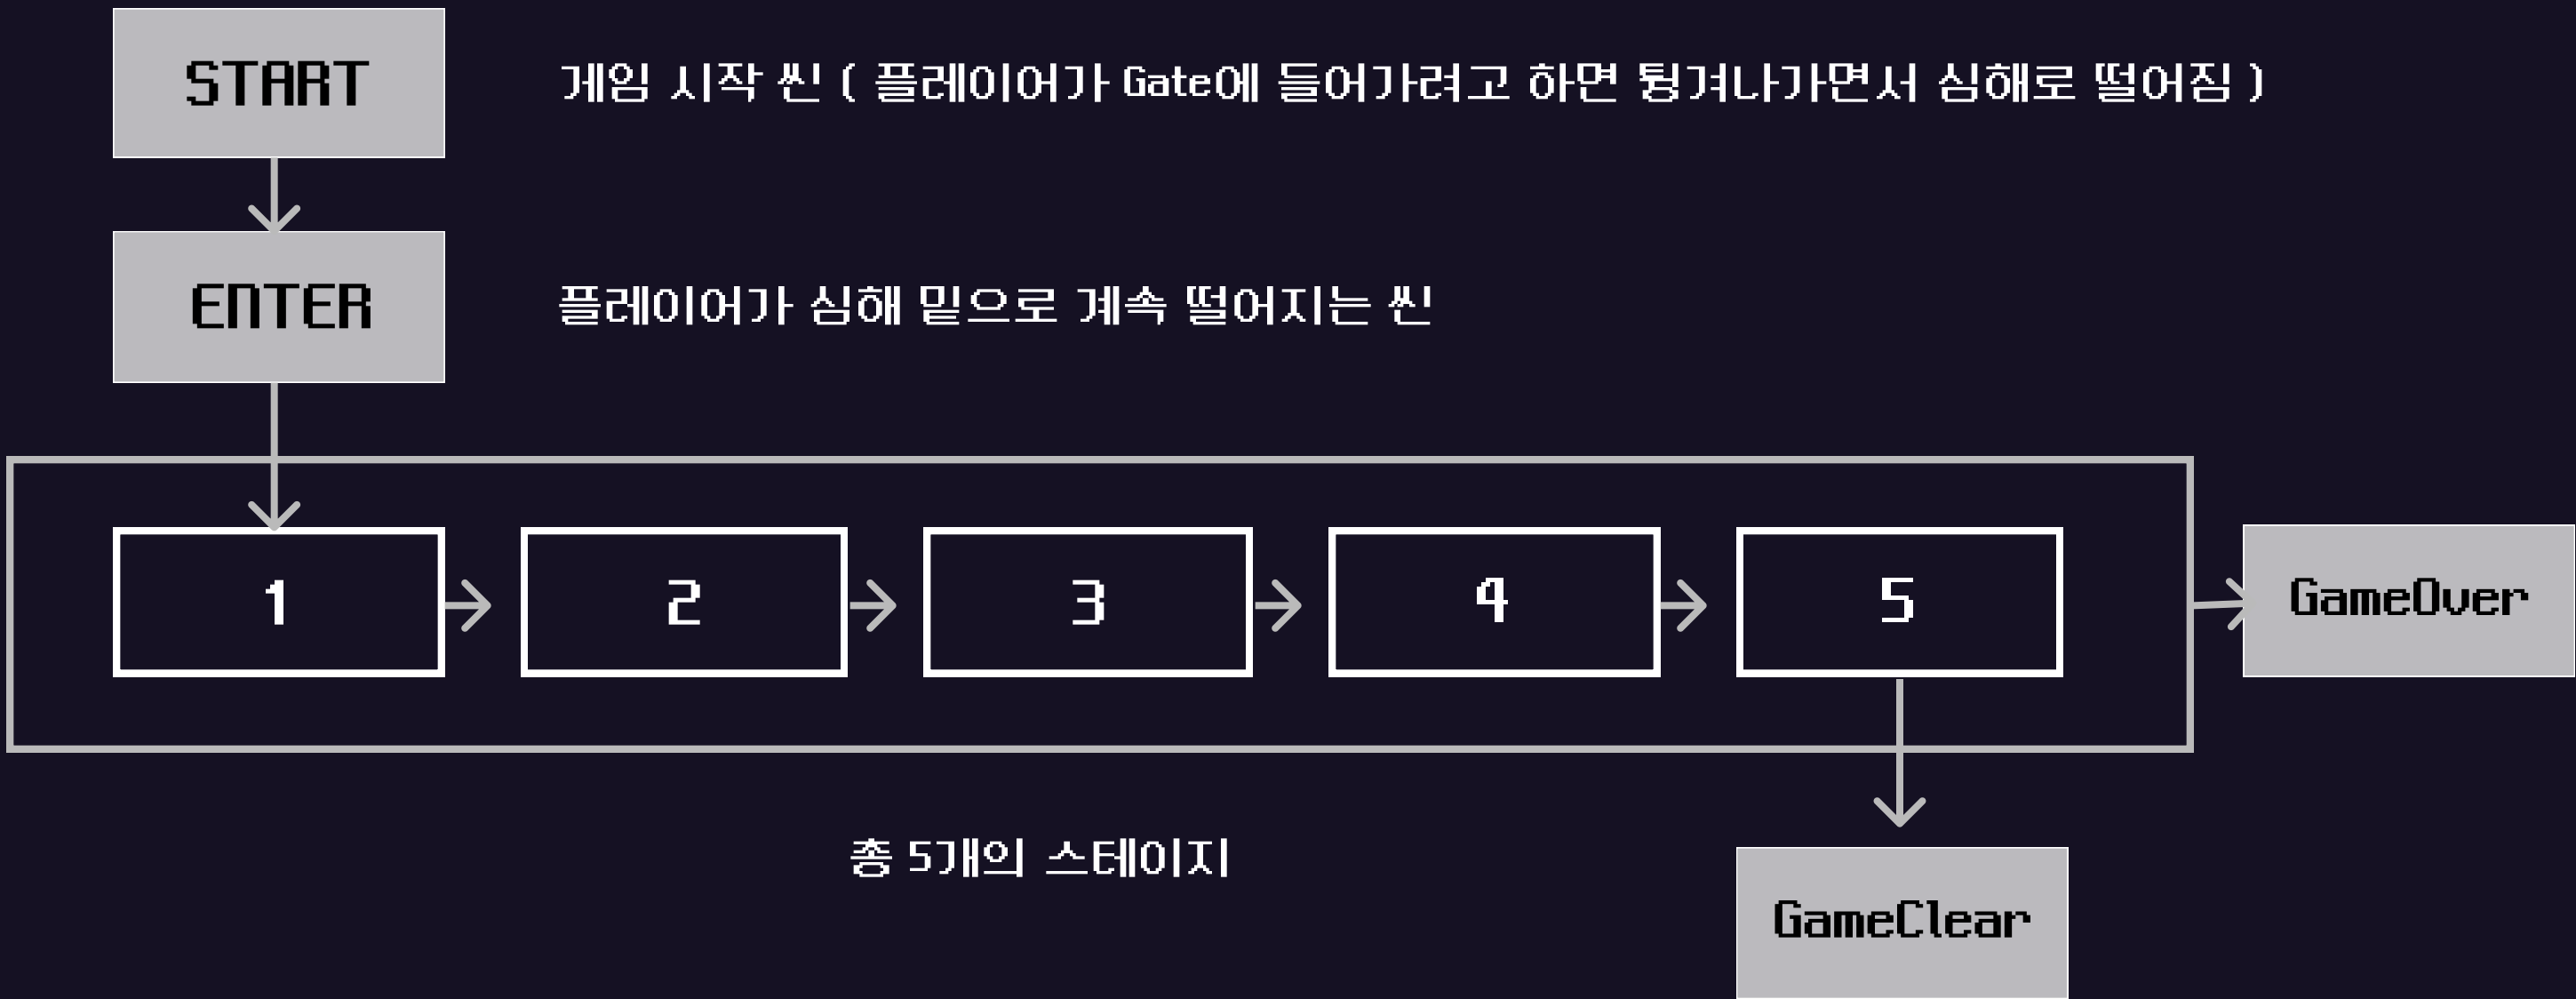 START
게임 시작 씬 ( 플레이어가 Gate에 들어가려고 하면 튕겨나가면서 심해로 떨어짐 )
ENTER
플레이어가 심해 밑으로 계속 떨어지는 씬
1
2
3
4
5
GameOver
총 5개의 스테이지
GameClear